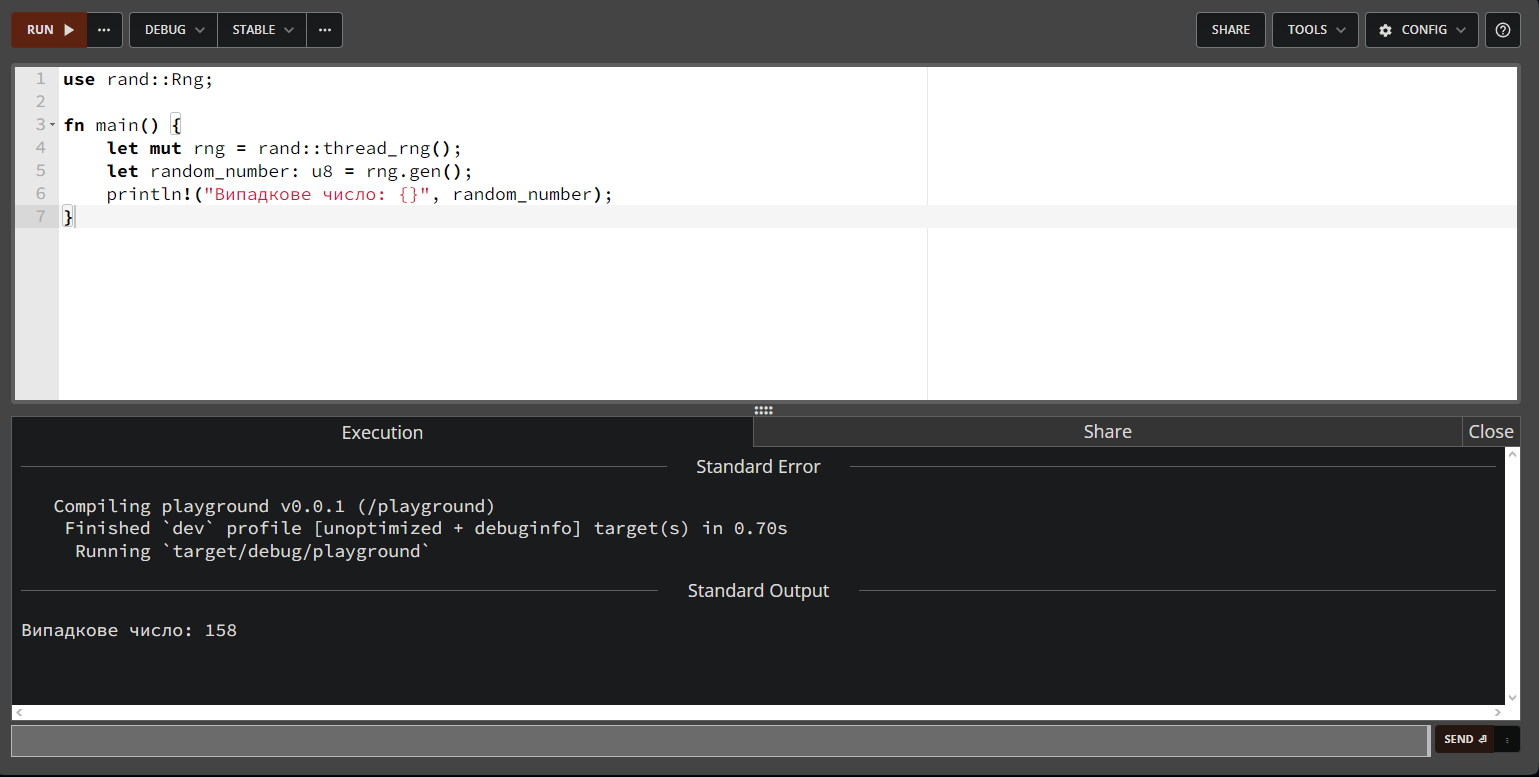 RUN ... DEBUG STABLE ... SHARE TOOLS CONFIG ?
1 use rand::Rng;
2
3 fn main() {
4     let mut rng = rand::thread_rng();
5     let random_number: u8 = rng.gen();
6     println!("Випадкове число: {}", random_number);
7 }
Execution Share Close
Standard Error
   Compiling playground v0.0.1 (/playground)
    Finished `dev` profile [unoptimized + debuginfo] target(s) in 0.70s
     Running `target/debug/playground`
Standard Output
Випадкове число: 158
SEND